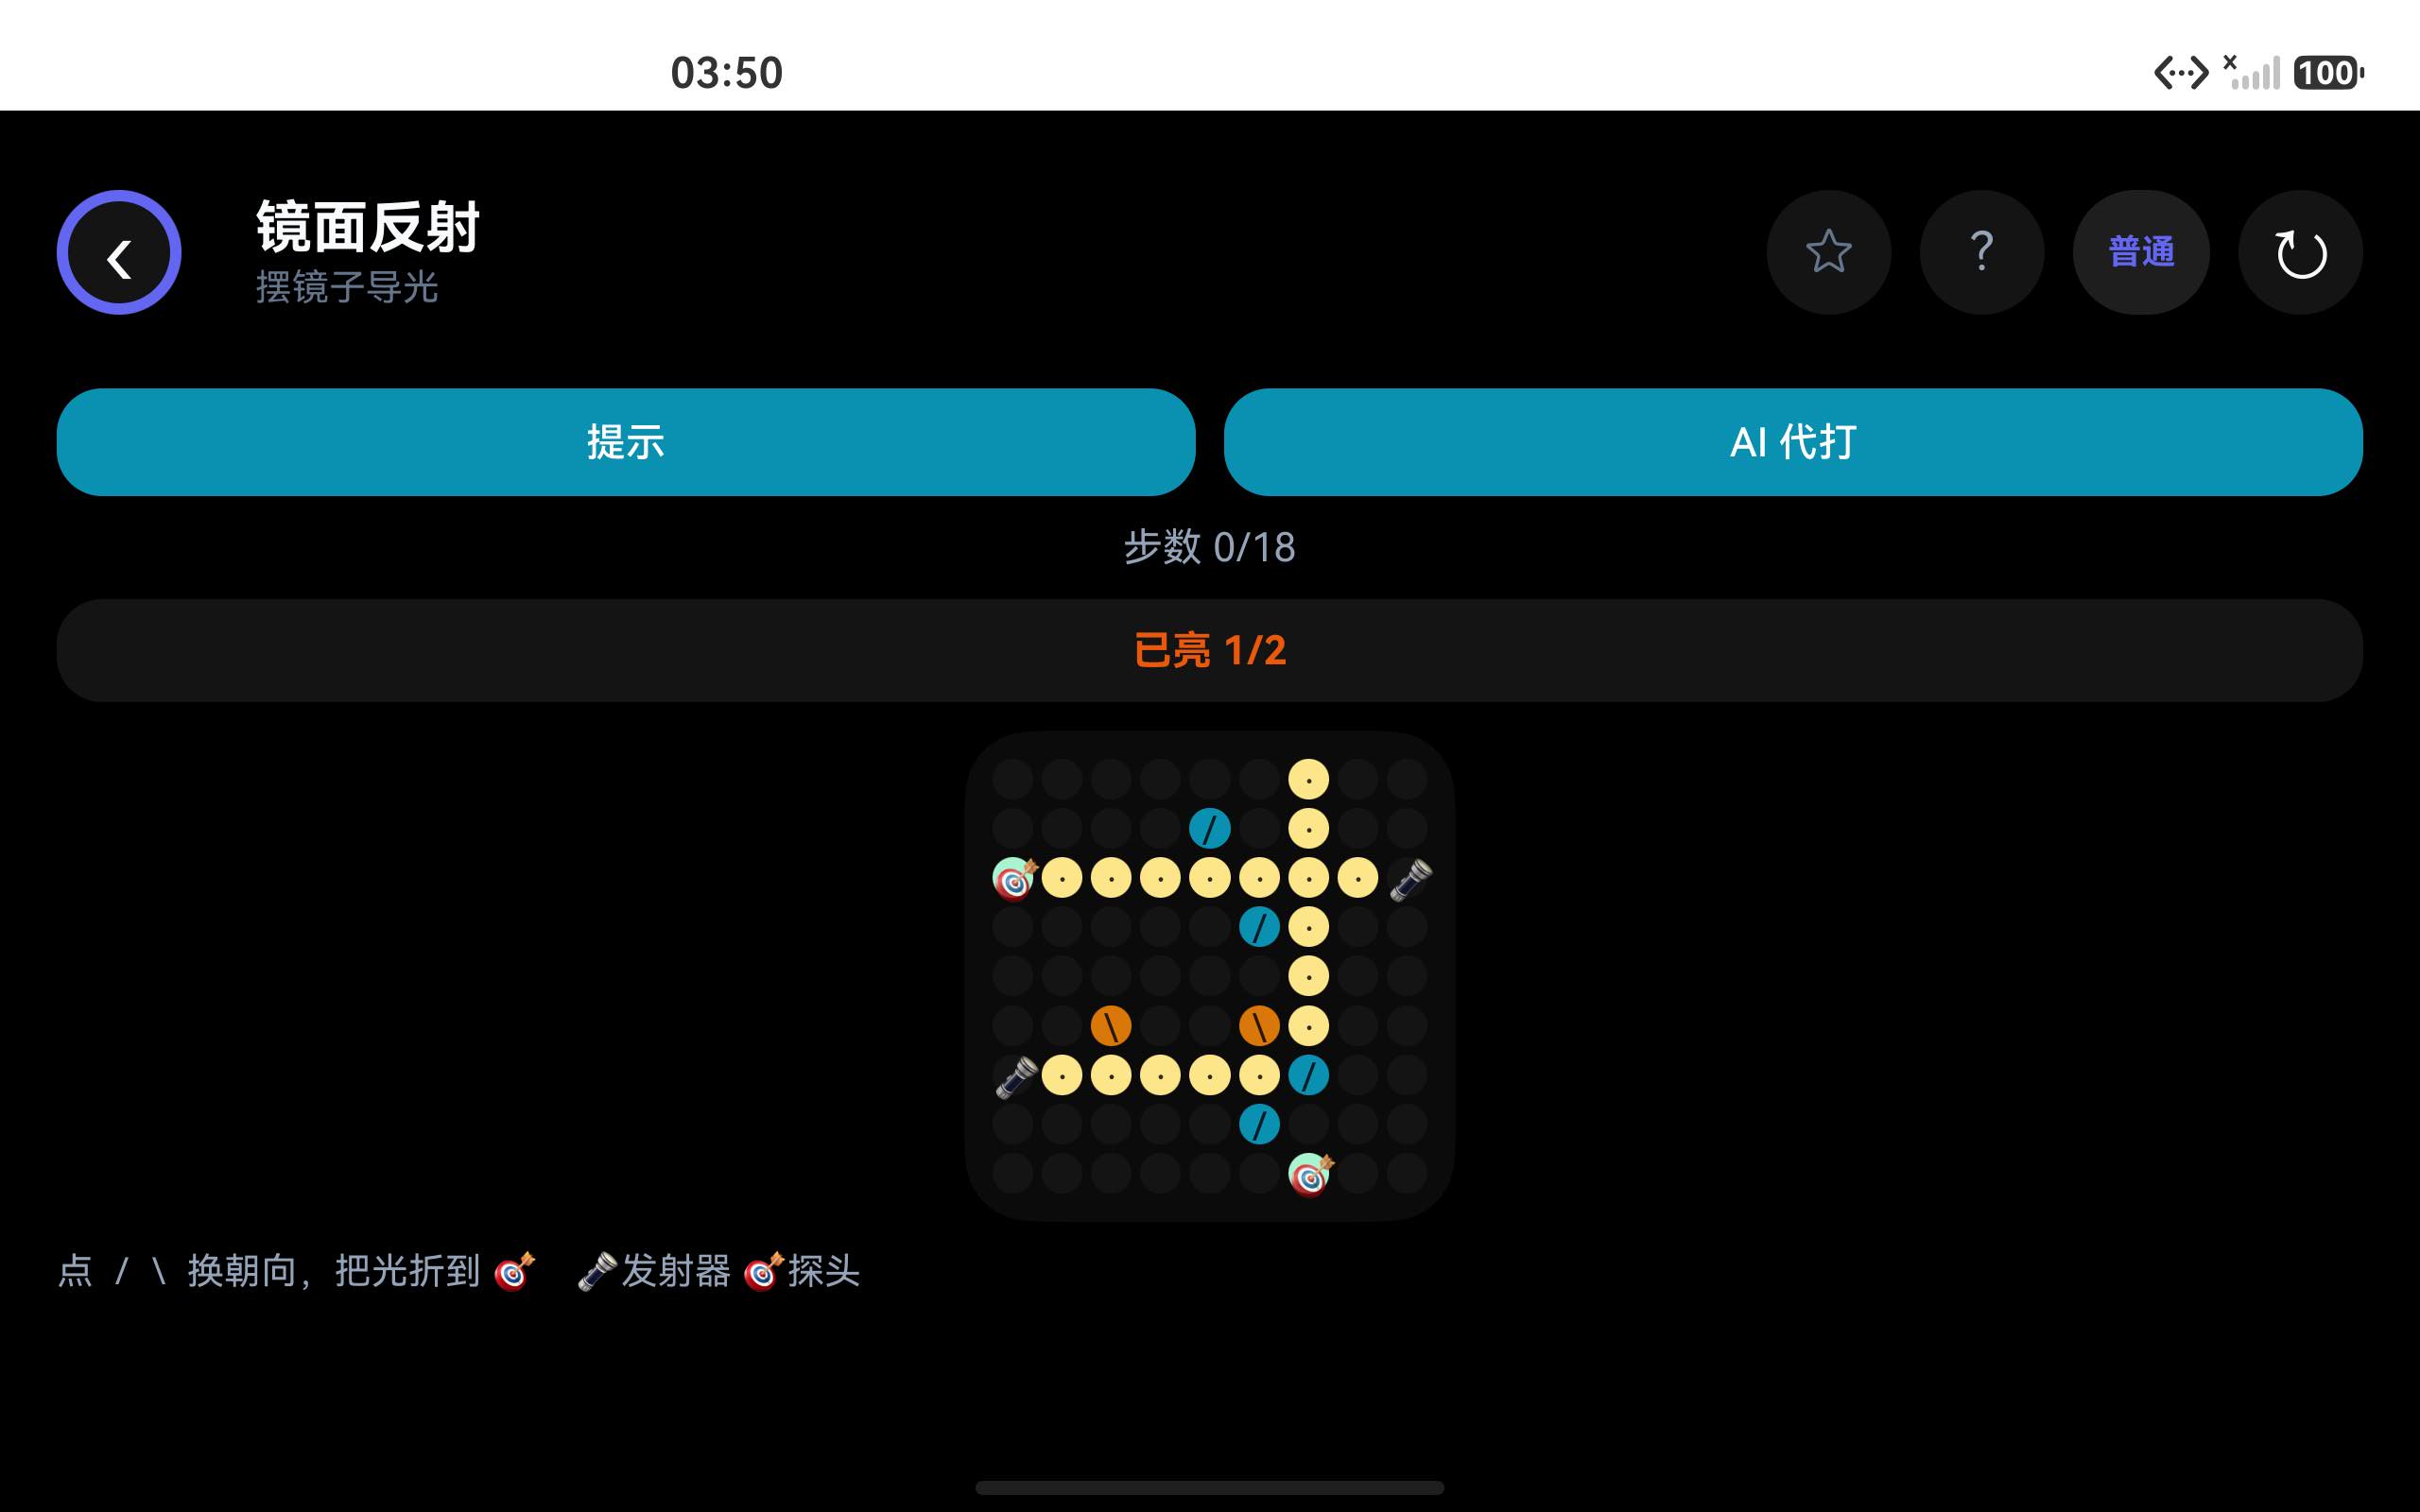 03:50
100
镜面反射
摆镜子导光
?
普通
提示
AI 代打
步数 0/18
已亮 1/2
/
/
\ \
/
/
点 / \ 换朝向，把光折到 🎯 🔦发射器 🎯探头